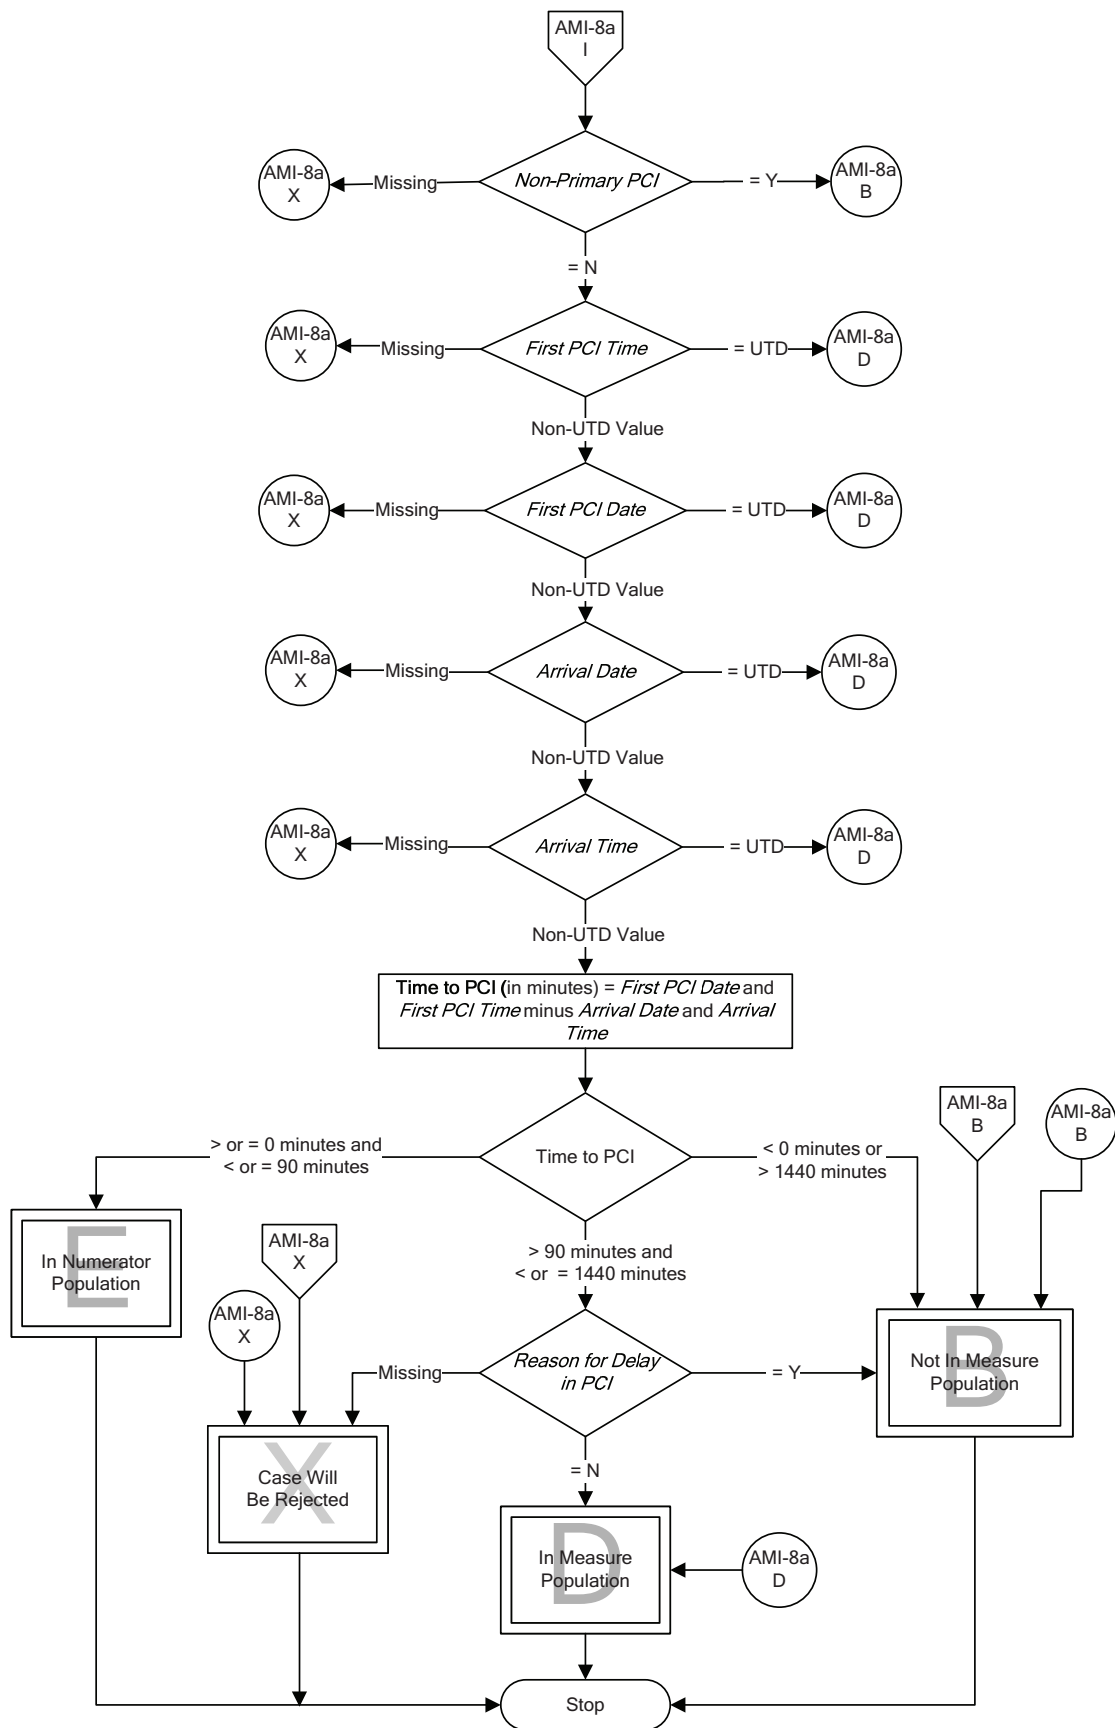 AMI-8a
I
AMI-8a
X
Missing
Non-Primary PCI
= Y
AMI-8a
B
= N
AMI-8a
X
Missing
First PCI Time
= UTD
AMI-8a
D
Non-UTD Value
AMI-8a
X
Missing
First PCI Date
= UTD
AMI-8a
D
Non-UTD Value
AMI-8a
X
Missing
Arrival Date
= UTD
AMI-8a
D
Non-UTD Value
AMI-8a
X
Missing
Arrival Time
= UTD
AMI-8a
D
Non-UTD Value
Time to PCI (in minutes) = First PCI Date and
First PCI Time minus Arrival Date and Arrival
Time
AMI-8a
B
AMI-8a
B
> or = 0 minutes and
< or = 90 minutes
Time to PCI
< 0 minutes or
> 1440 minutes
E
In Numerator
Population
AMI-8a
X
> 90 minutes and
< or = 1440 minutes
AMI-8a
X
Missing
Reason for Delay
in PCI
= Y
B
Not In Measure
Population
X
Case Will
Be Rejected
= N
D
In Measure
Population
AMI-8a
D
Stop